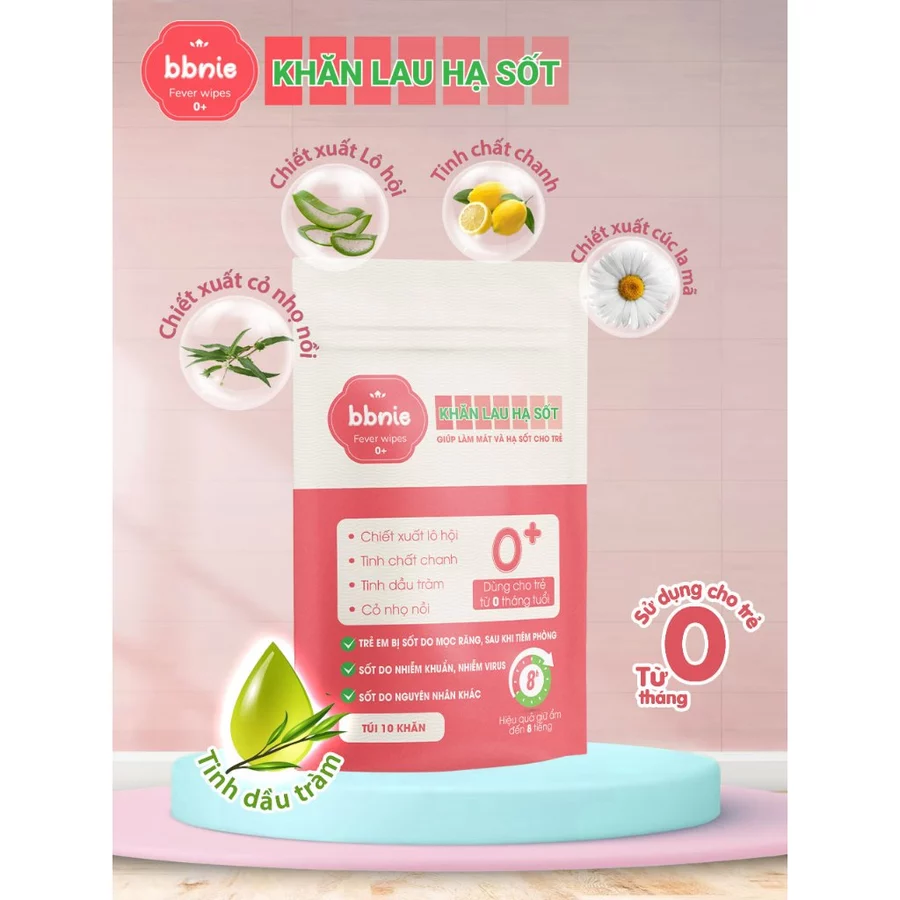 bbnie
Fever wipes
0+
KHĂN LAU HẠ SỐT
Chiết xuất Lô hội
Tinh chất chanh
Chiết xuất cúc la mã
Chiết xuất cỏ nhọ nồi
bbnie
Fever wipes
0+
KHĂN LAU HẠ SỐT
GIÚP LÀM MÁT VÀ HẠ SỐT CHO TRẺ
• Chiết xuất lô hội
• Tinh chất chanh
• Tinh dầu tràm
• Cỏ nhọ nồi
0+
Dùng cho trẻ
từ 0 tháng tuổi
TRẺ EM BỊ SỐT DO MỌC RĂNG, SAU KHI TIÊM PHÒNG
SỐT DO NHIỄM KHUẨN, NHIỄM VIRUS
SỐT DO NGUYÊN NHÂN KHÁC
TÚI 10 KHĂN
8h
Hiệu quả giữ ẩm
đến 8 tiếng
Tinh dầu tràm
Sử dụng cho trẻ
Từ 0
tháng